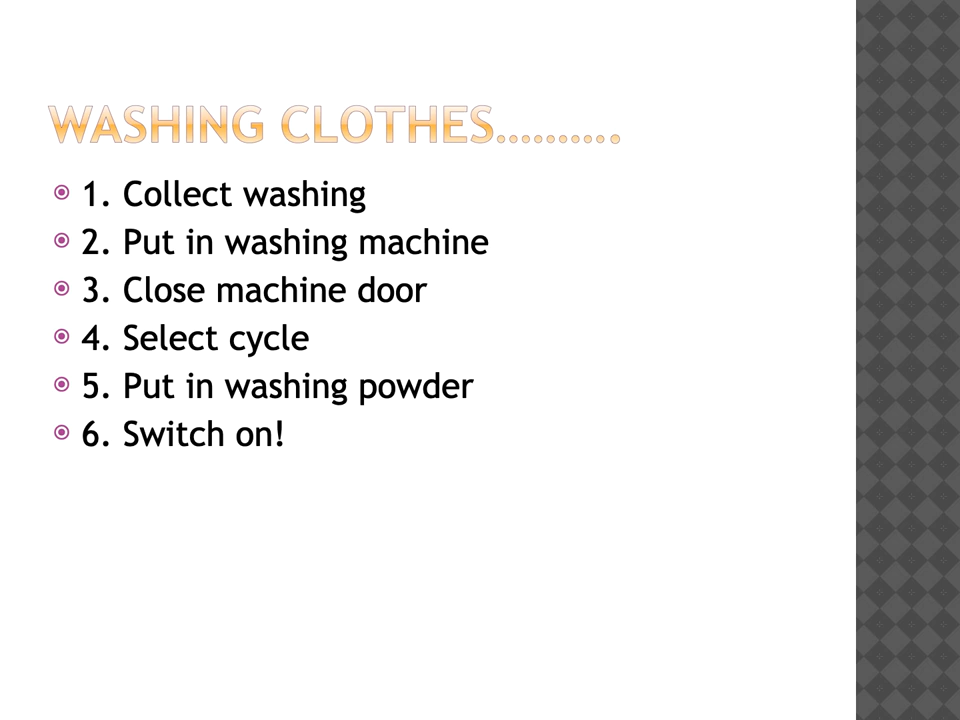 WASHING CLOTHES……….
1. Collect washing
2. Put in washing machine
3. Close machine door
4. Select cycle
5. Put in washing powder
6. Switch on!